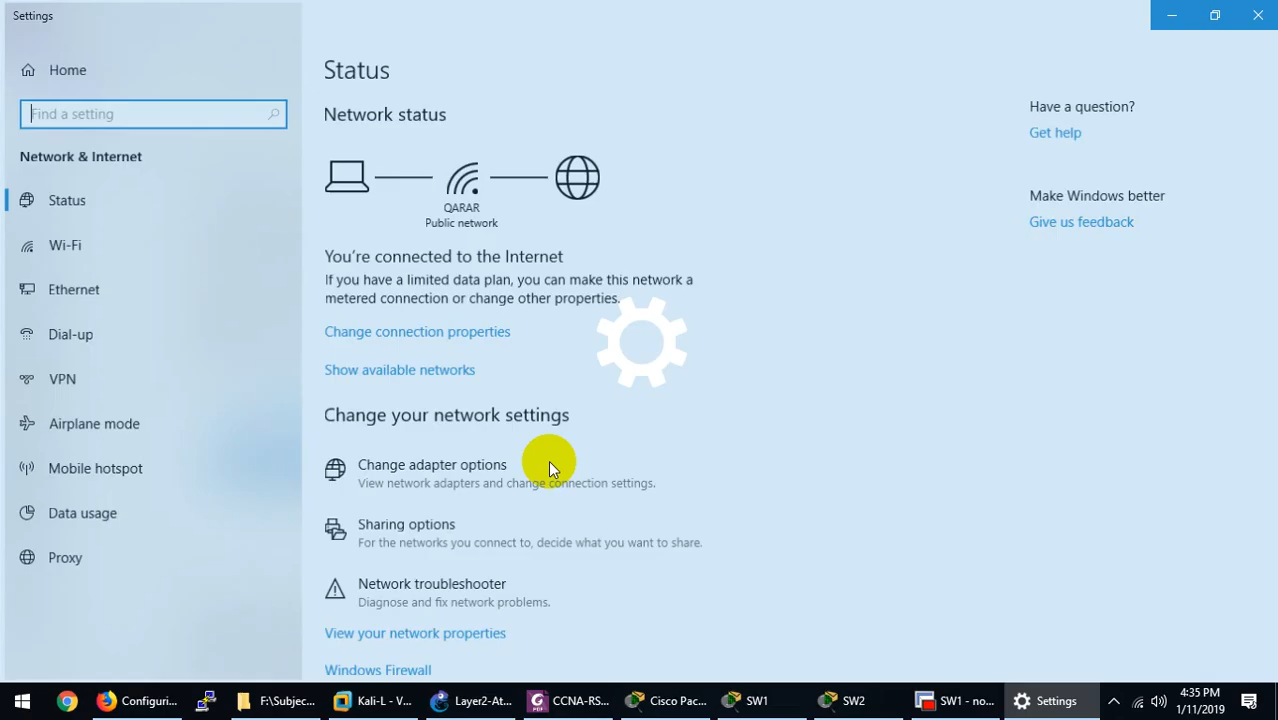 Settings
Home
Find a setting
Network & Internet
Status
Wi-Fi
Ethernet
Dial-up
VPN
Airplane mode
Mobile hotspot
Data usage
Proxy
Status
Network status
QARAR
Public network
You're connected to the Internet
If you have a limited data plan, you can make this network a
metered connection or change other properties.
Change connection properties
Show available networks
Change your network settings
Change adapter options
View network adapters and change connection settings.
Sharing options
For the networks you connect to, decide what you want to share.
Network troubleshooter
Diagnose and fix network problems.
View your network properties
Windows Firewall
Have a question?
Get help
Make Windows better
Give us feedback
Configuri...
F:\Subjec...
Kali-L - V...
Layer2-At...
CCNA-RS...
Cisco Pac...
SW1
SW2
SW1 - no...
Settings
4:35 PM
1/11/2019